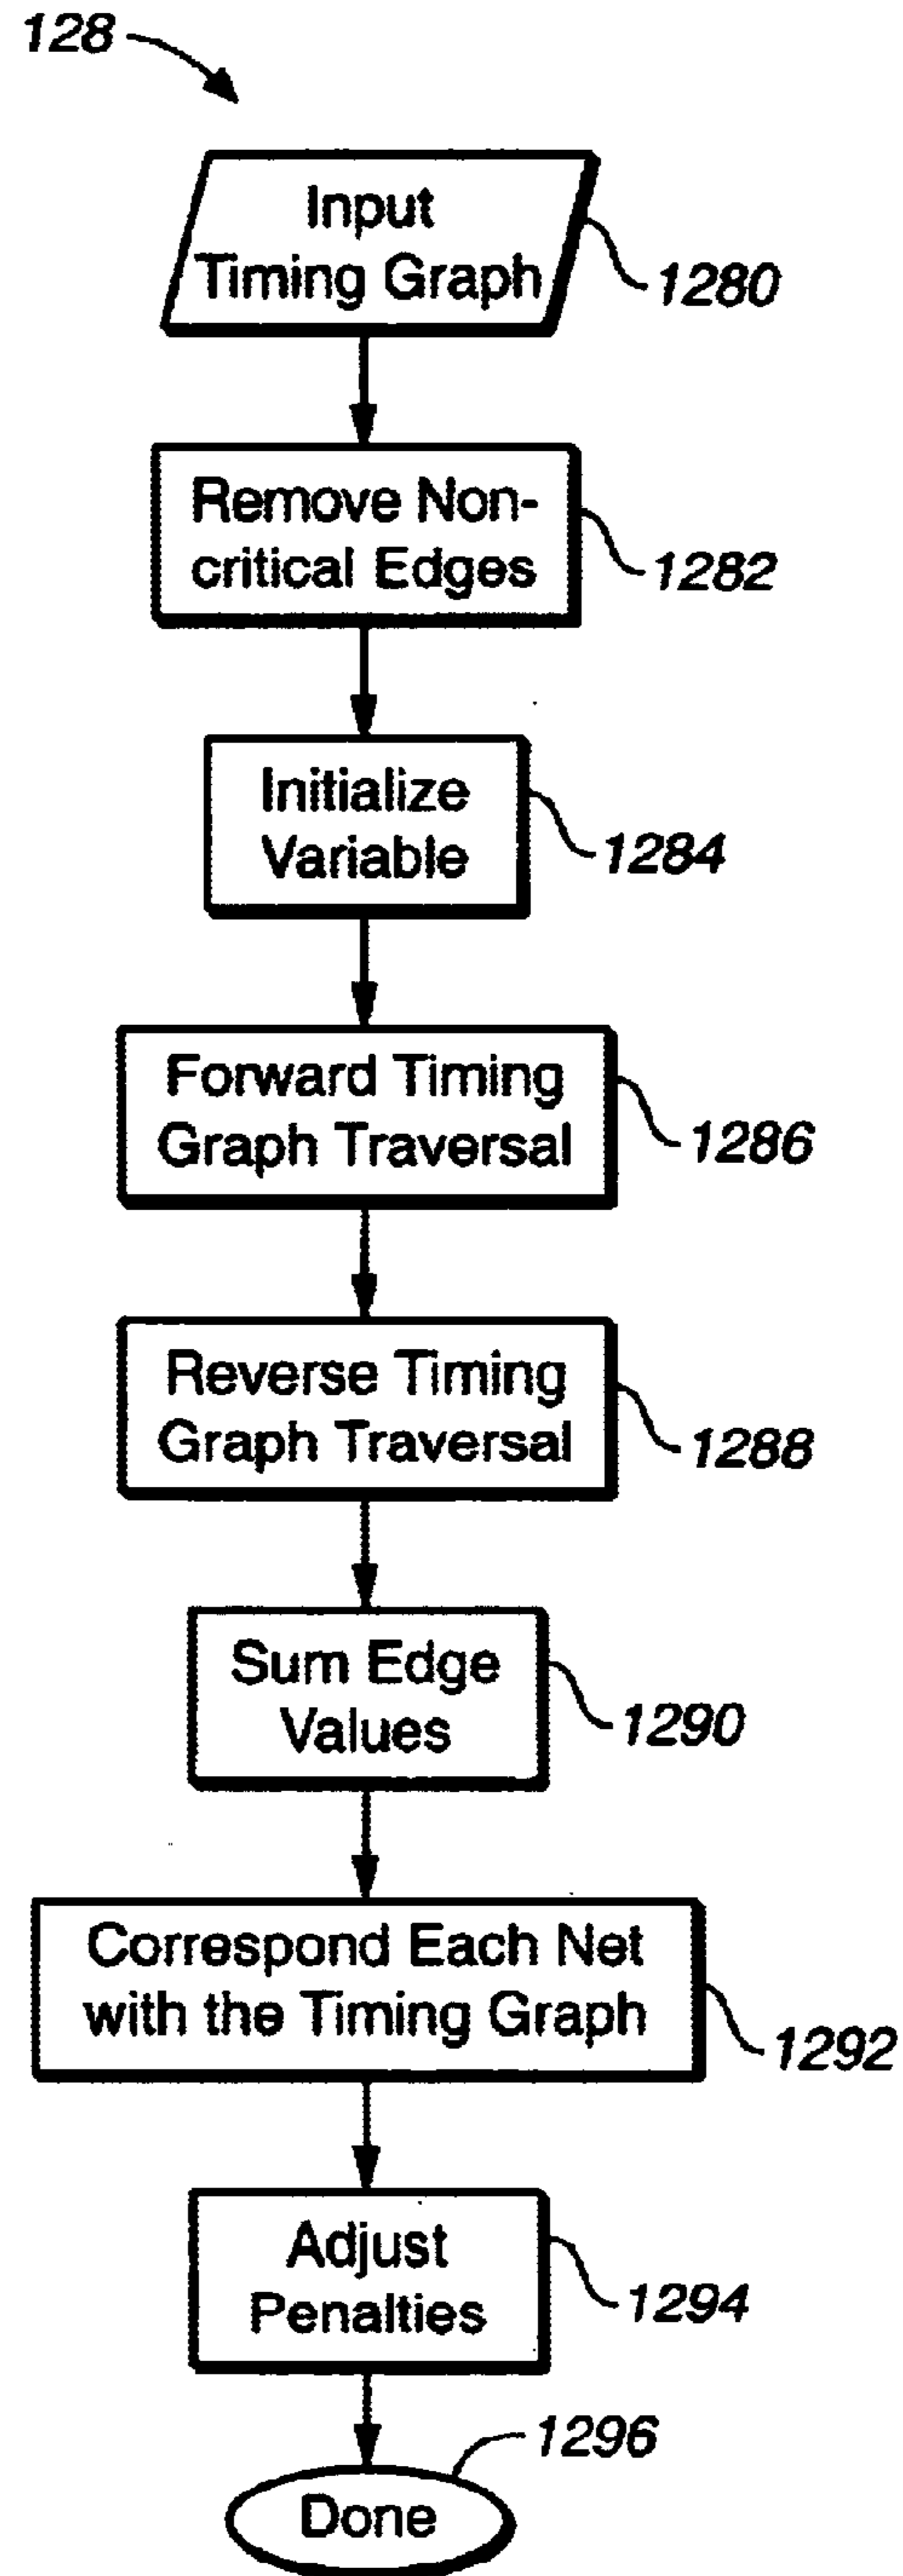 128
Input
Timing Graph
1280
Remove Non-
critical Edges
1282
Initialize
Variable
1284
Forward Timing
Graph Traversal
1286
Reverse Timing
Graph Traversal
1288
Sum Edge
Values
1290
Correspond Each Net
with the Timing Graph
1292
Adjust
Penalties
1294
1296
Done